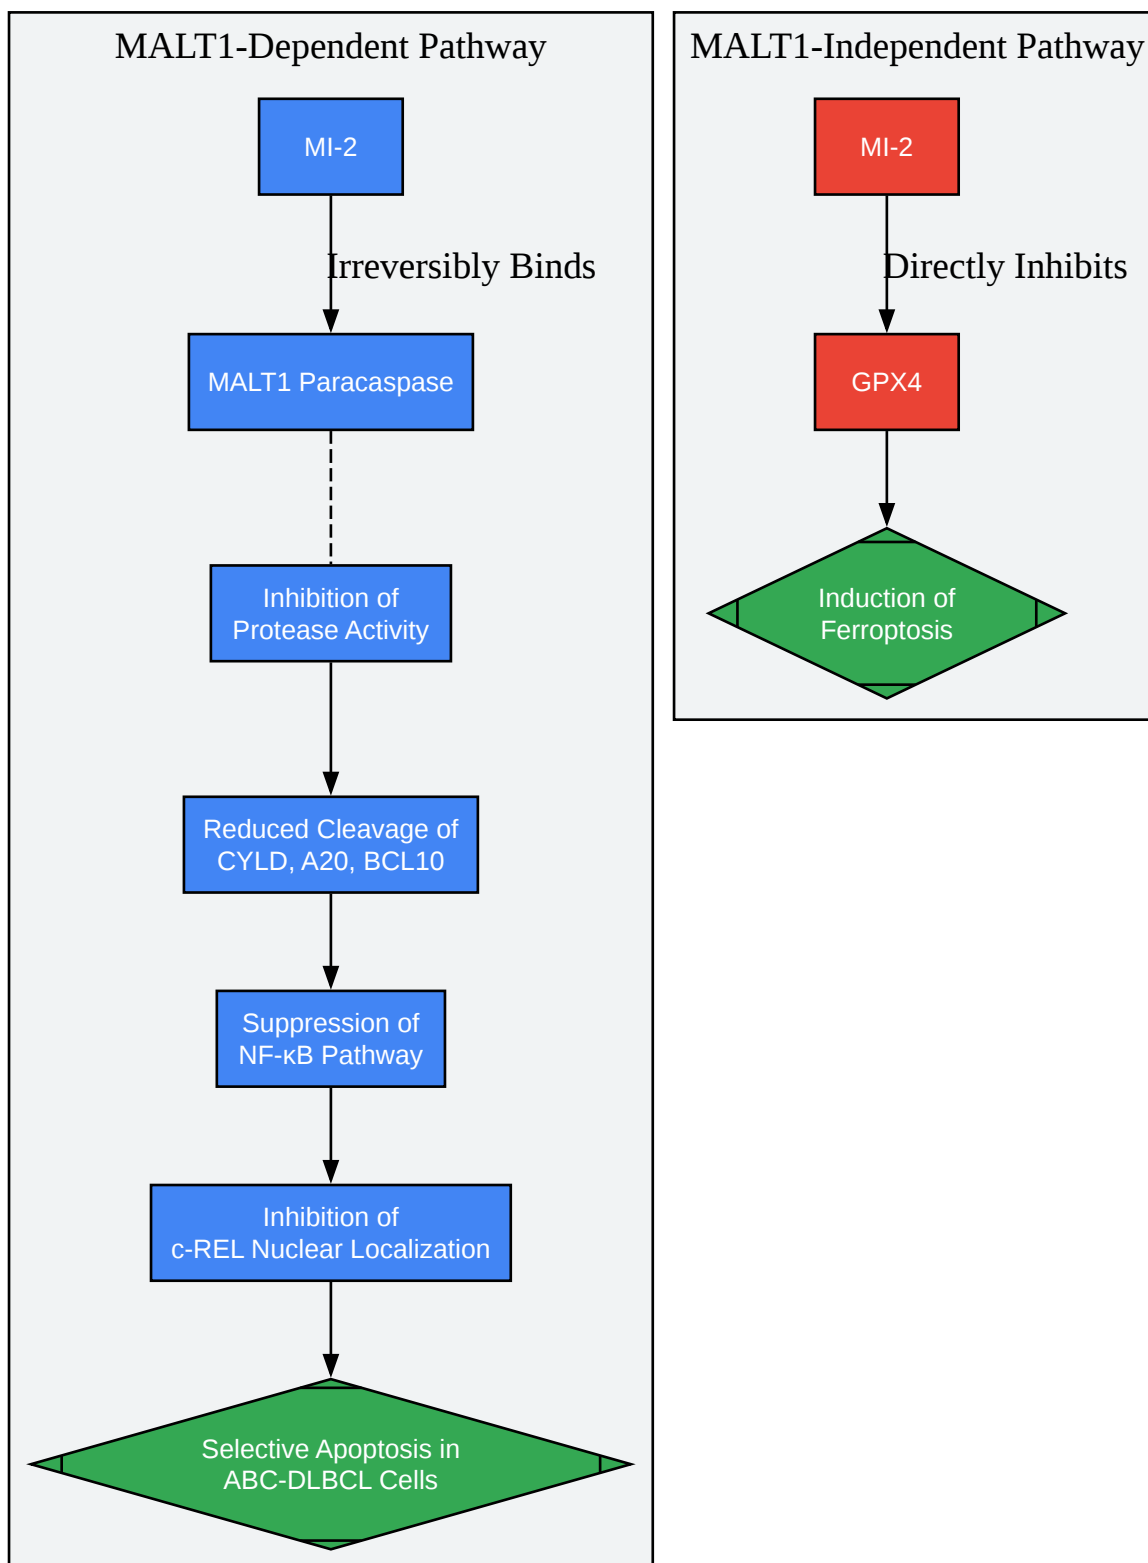 MALT1-Dependent Pathway
MI-2
Irreversibly Binds
MALT1 Paracaspase
Inhibition of
Protease Activity
Reduced Cleavage of
CYLD, A20, BCL10
Suppression of
NF-κB Pathway
Inhibition of
c-REL Nuclear Localization
Selective Apoptosis in
ABC-DLBCL Cells
MALT1-Independent Pathway
MI-2
Directly Inhibits
GPX4
Induction of
Ferroptosis